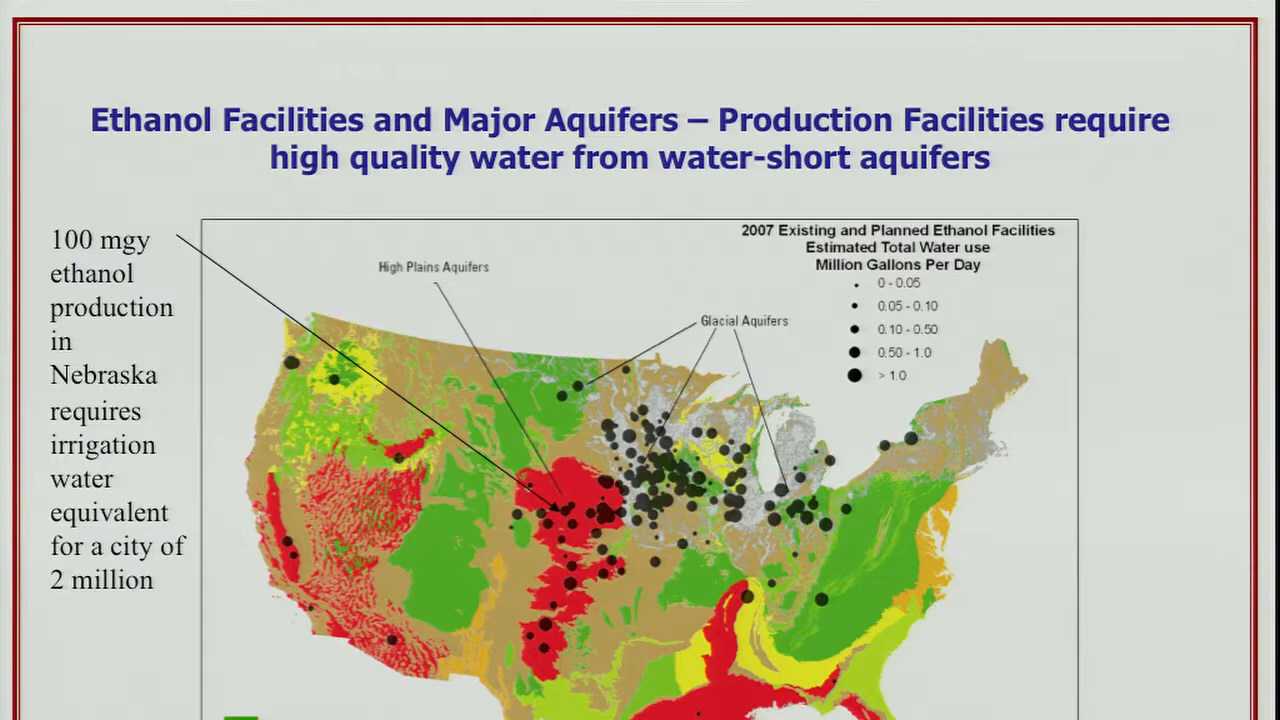 Ethanol Facilities and Major Aquifers – Production Facilities require
high quality water from water-short aquifers
100 mgy
ethanol
production
in
Nebraska
requires
irrigation
water
equivalent
for a city of
2 million
2007 Existing and Planned Ethanol Facilities
Estimated Total Water use
Million Gallons Per Day
0 - 0.05
0.05 - 0.10
0.10 - 0.50
0.50 - 1.0
> 1.0
High Plains Aquifers
Glacial Aquifers